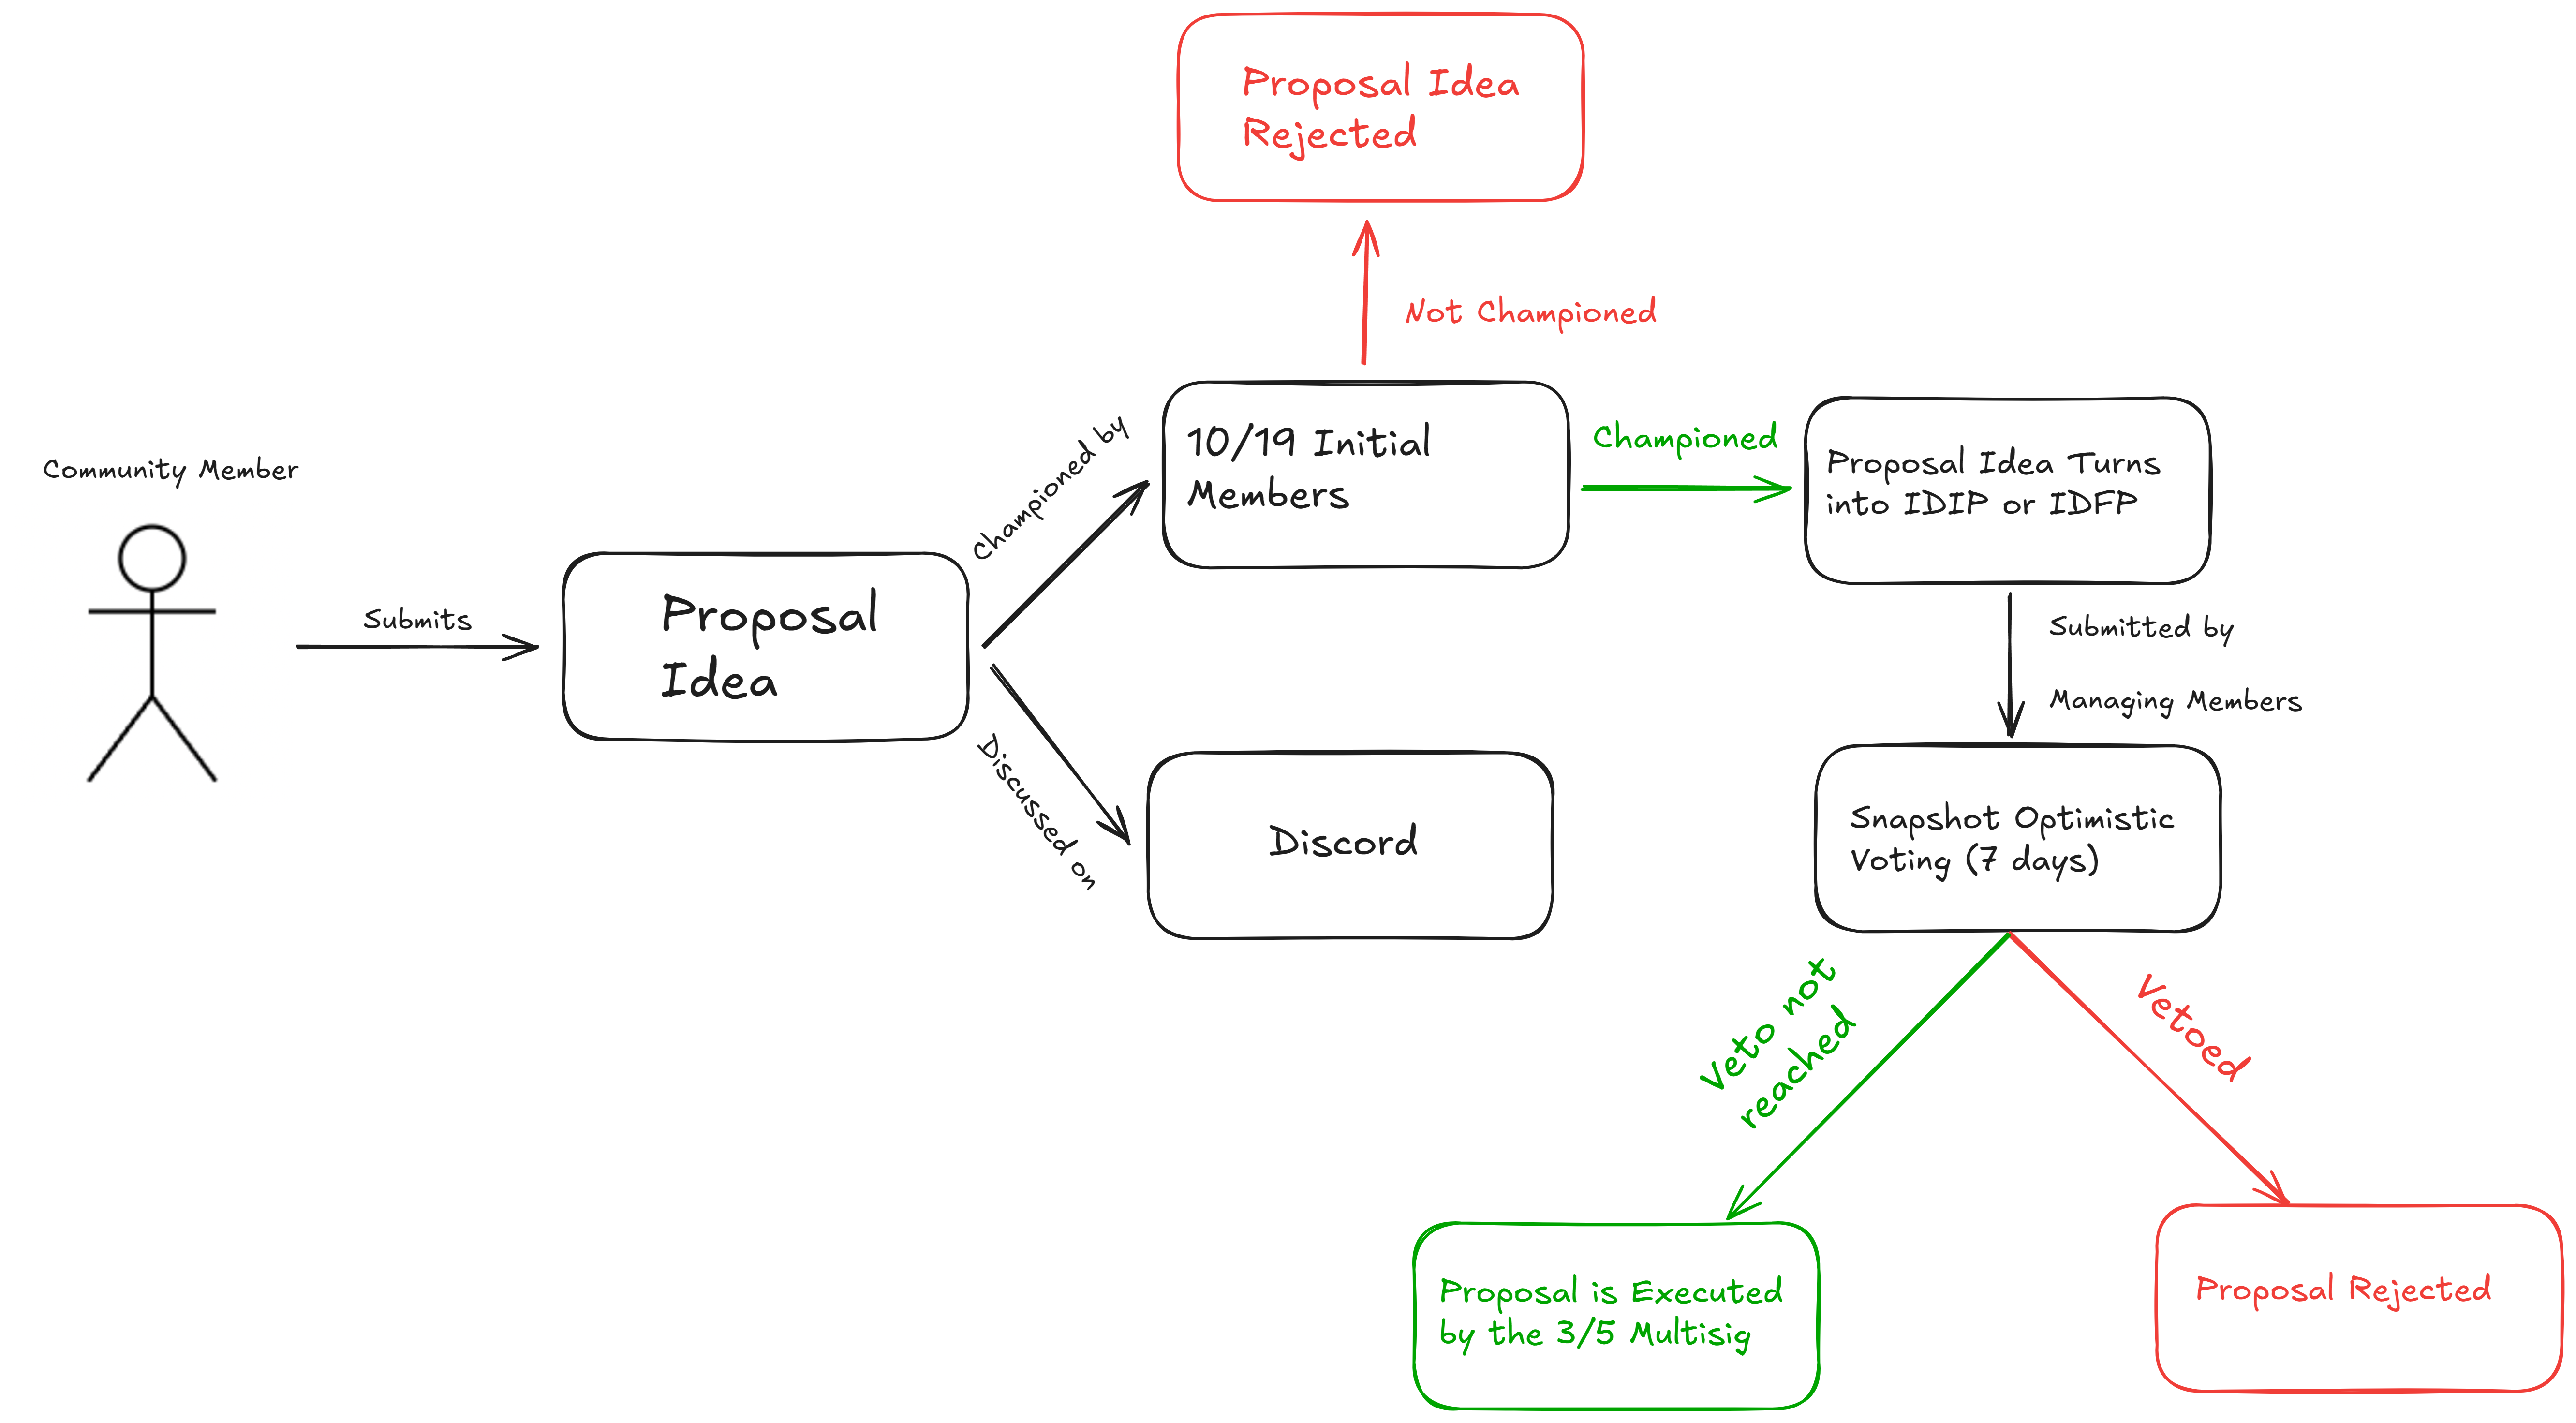 Proposal Idea
Rejected
Not Championed
Community Member
Submits
Proposal
Idea
Championed by
10/19 Initial
Members
Championed
Proposal Idea Turns
into IDIP or IDFP
Discussed on
Discord
Submitted by
Managing Members
Snapshot Optimistic
Voting (7 days)
Veto not
reached
Vetoed
Proposal is Executed
by the 3/5 Multisig
Proposal Rejected